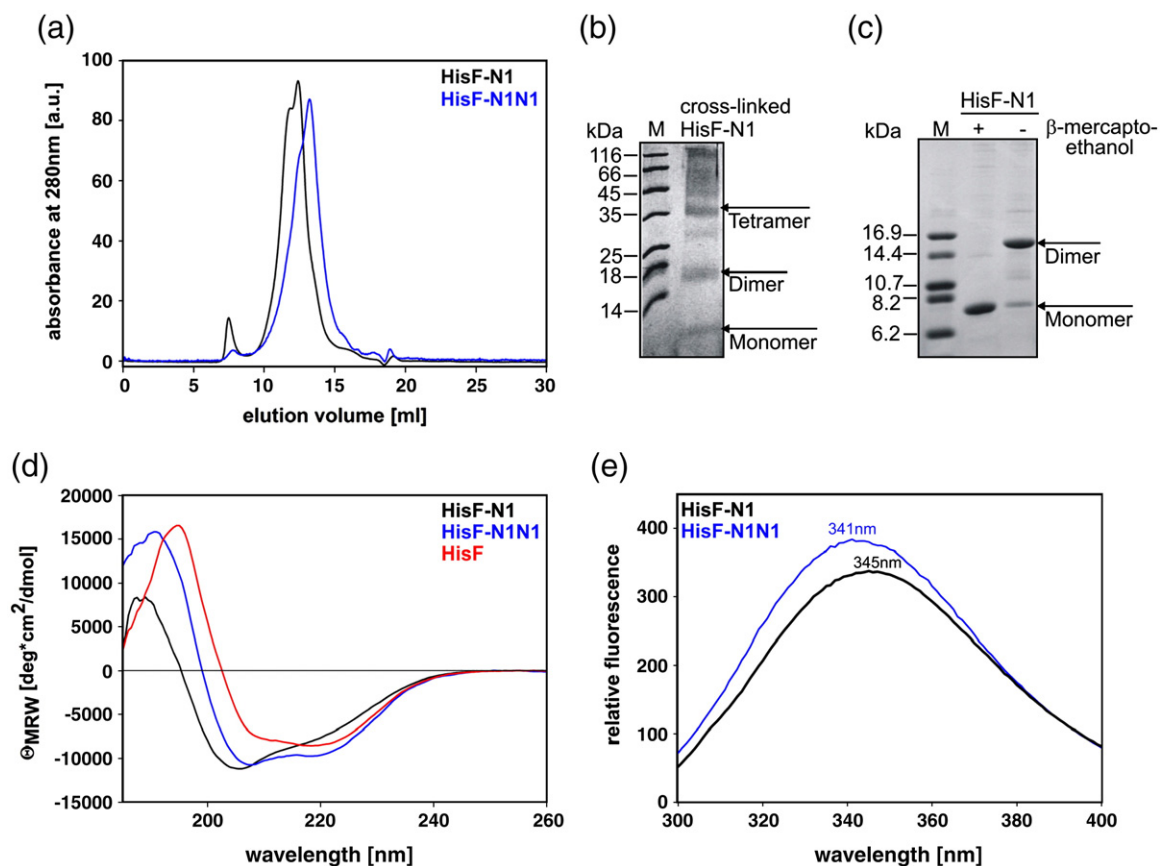 (a)
absorbance at 280nm [a.u.]
100
80
60
40
20
0
HisF-N1
HisF-N1N1
0 5 10 15 20 25 30
elution volume [ml]
(b)
cross-linked
kDa M HisF-N1
116
66
45
35
25
18
14
Tetramer
Dimer
Monomer
(c)
HisF-N1
kDa M + - β-mercapto-
ethanol
16.9
14.4
10.7
8.2
6.2
Dimer
Monomer
(d)
ΘMRW [deg*cm²/dmol]
20000
15000
10000
5000
0
-5000
-10000
-15000
HisF-N1
HisF-N1N1
HisF
200 220 240 260
wavelength [nm]
(e)
relative fluorescence
400
300
200
100
0
HisF-N1
HisF-N1N1
341nm
345nm
300 320 340 360 380 400
wavelength [nm]